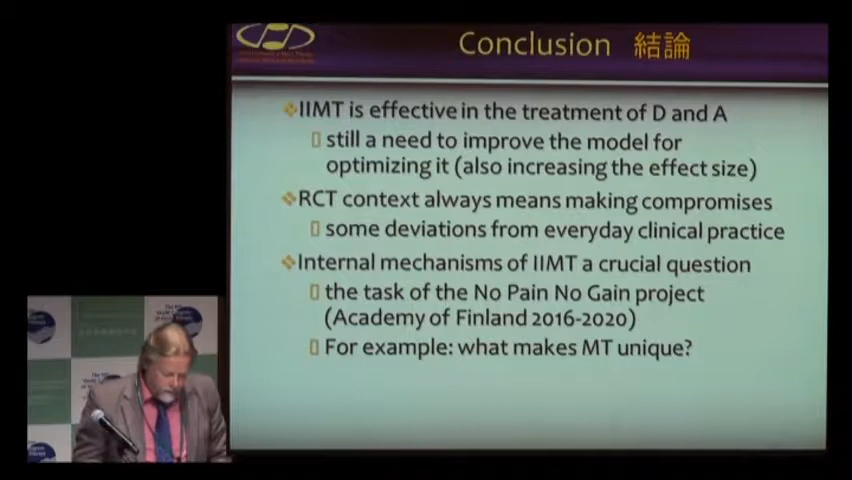 Conclusion 結論
IIMT is effective in the treatment of D and A
still a need to improve the model for
optimizing it (also increasing the effect size)
RCT context always means making compromises
some deviations from everyday clinical practice
Internal mechanisms of IIMT a crucial question
the task of the No Pain No Gain project
(Academy of Finland 2016-2020)
For example: what makes MT unique?